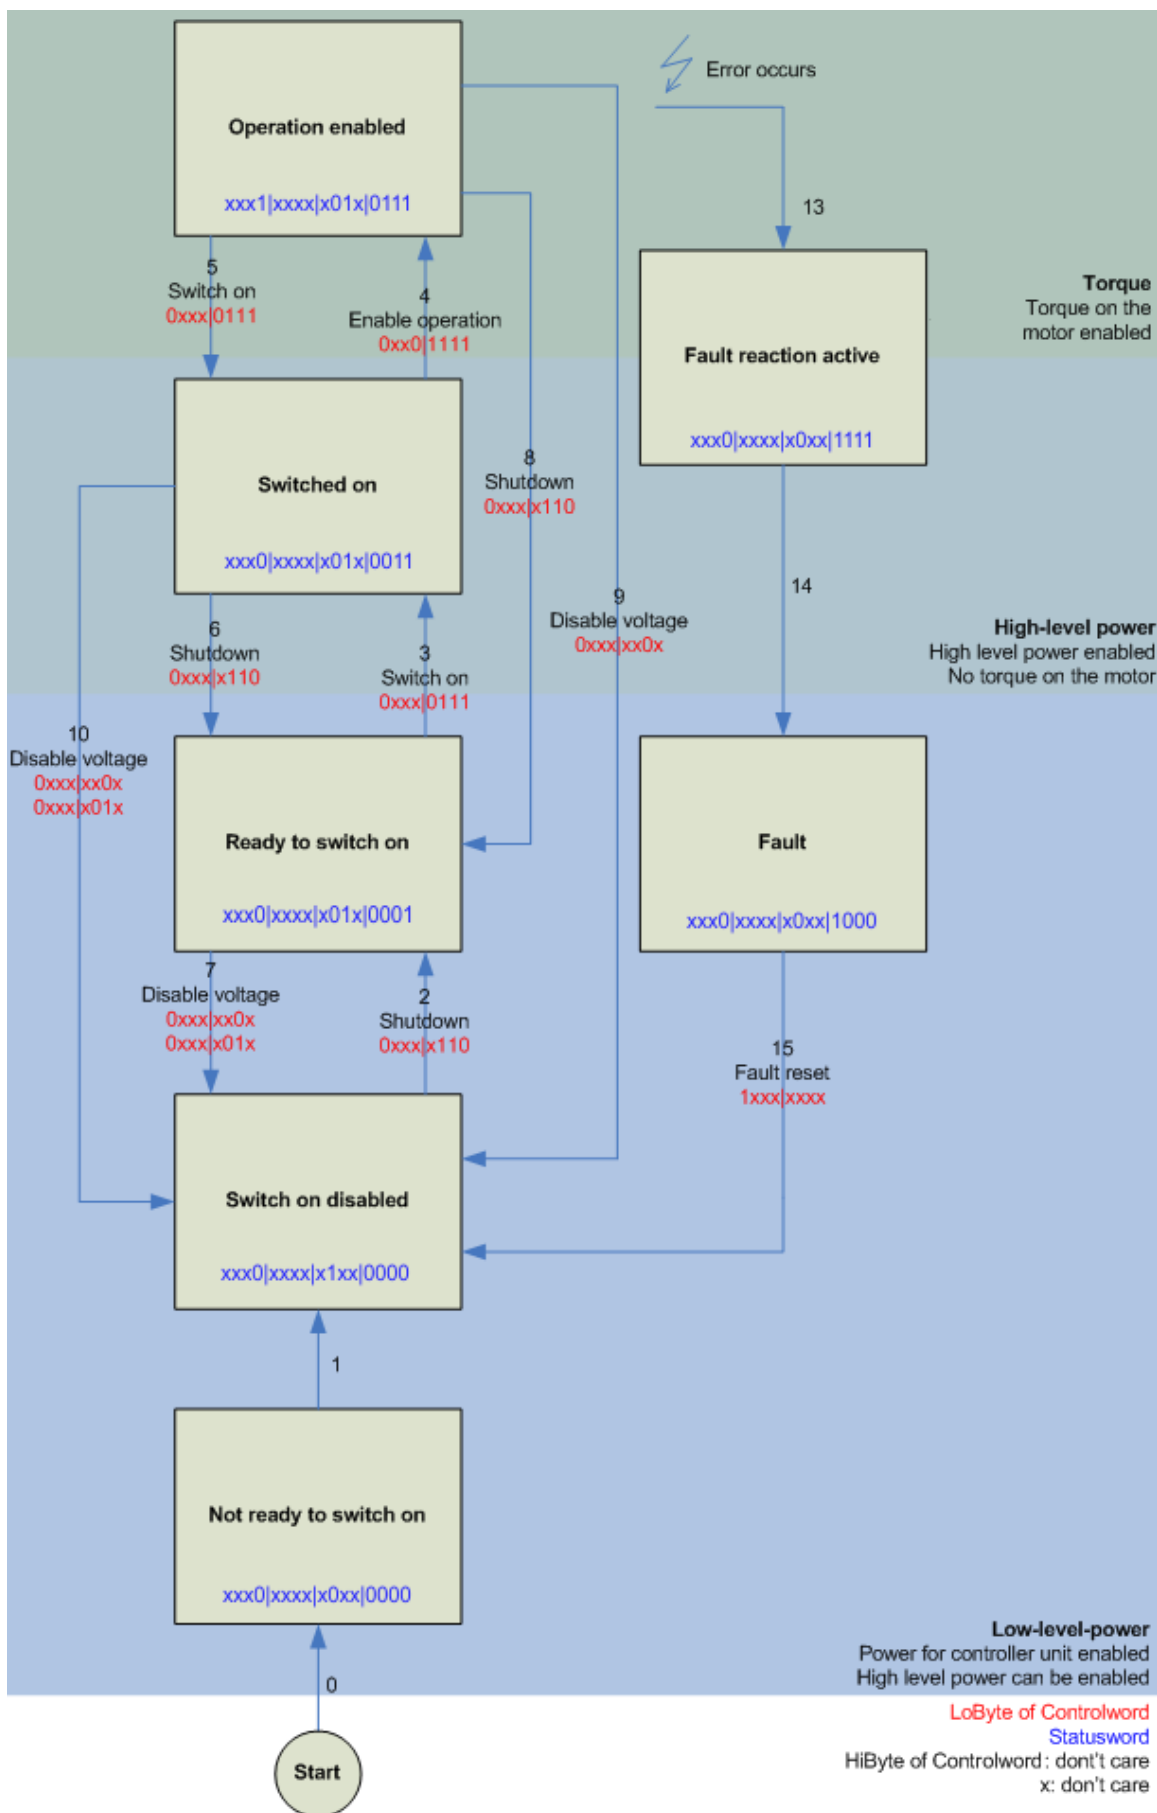 Error occurs
Operation enabled
xxx1|xxxx|x01x|0111
13
5
Switch on
0xxx|0111
4
Enable operation
0xx0|1111
Torque
Torque on the
motor enabled
Fault reaction active
xxx0|xxxx|x0xx|1111
8
Shutdown
0xxx|x110
Switched on
xxx0|xxxx|x01x|0011
14
9
Disable voltage
0xxx|xx0x
6
Shutdown
0xxx|x110
3
Switch on
0xxx|0111
High-level power
High level power enabled
No torque on the motor
10
Disable voltage
0xxx|xx0x
0xxx|x01x
Ready to switch on
xxx0|xxxx|x01x|0001
Fault
xxx0|xxxx|x0xx|1000
7
Disable voltage
0xxx|xx0x
0xxx|x01x
2
Shutdown
0xxx|x110
15
Fault reset
1xxx|xxxx
Switch on disabled
xxx0|xxxx|x1xx|0000
1
Not ready to switch on
xxx0|xxxx|x0xx|0000
0
Start
Low-level-power
Power for controller unit enabled
High level power can be enabled
LoByte of Controlword
Statusword
HiByte of Controlword: dont't care
x: don't care